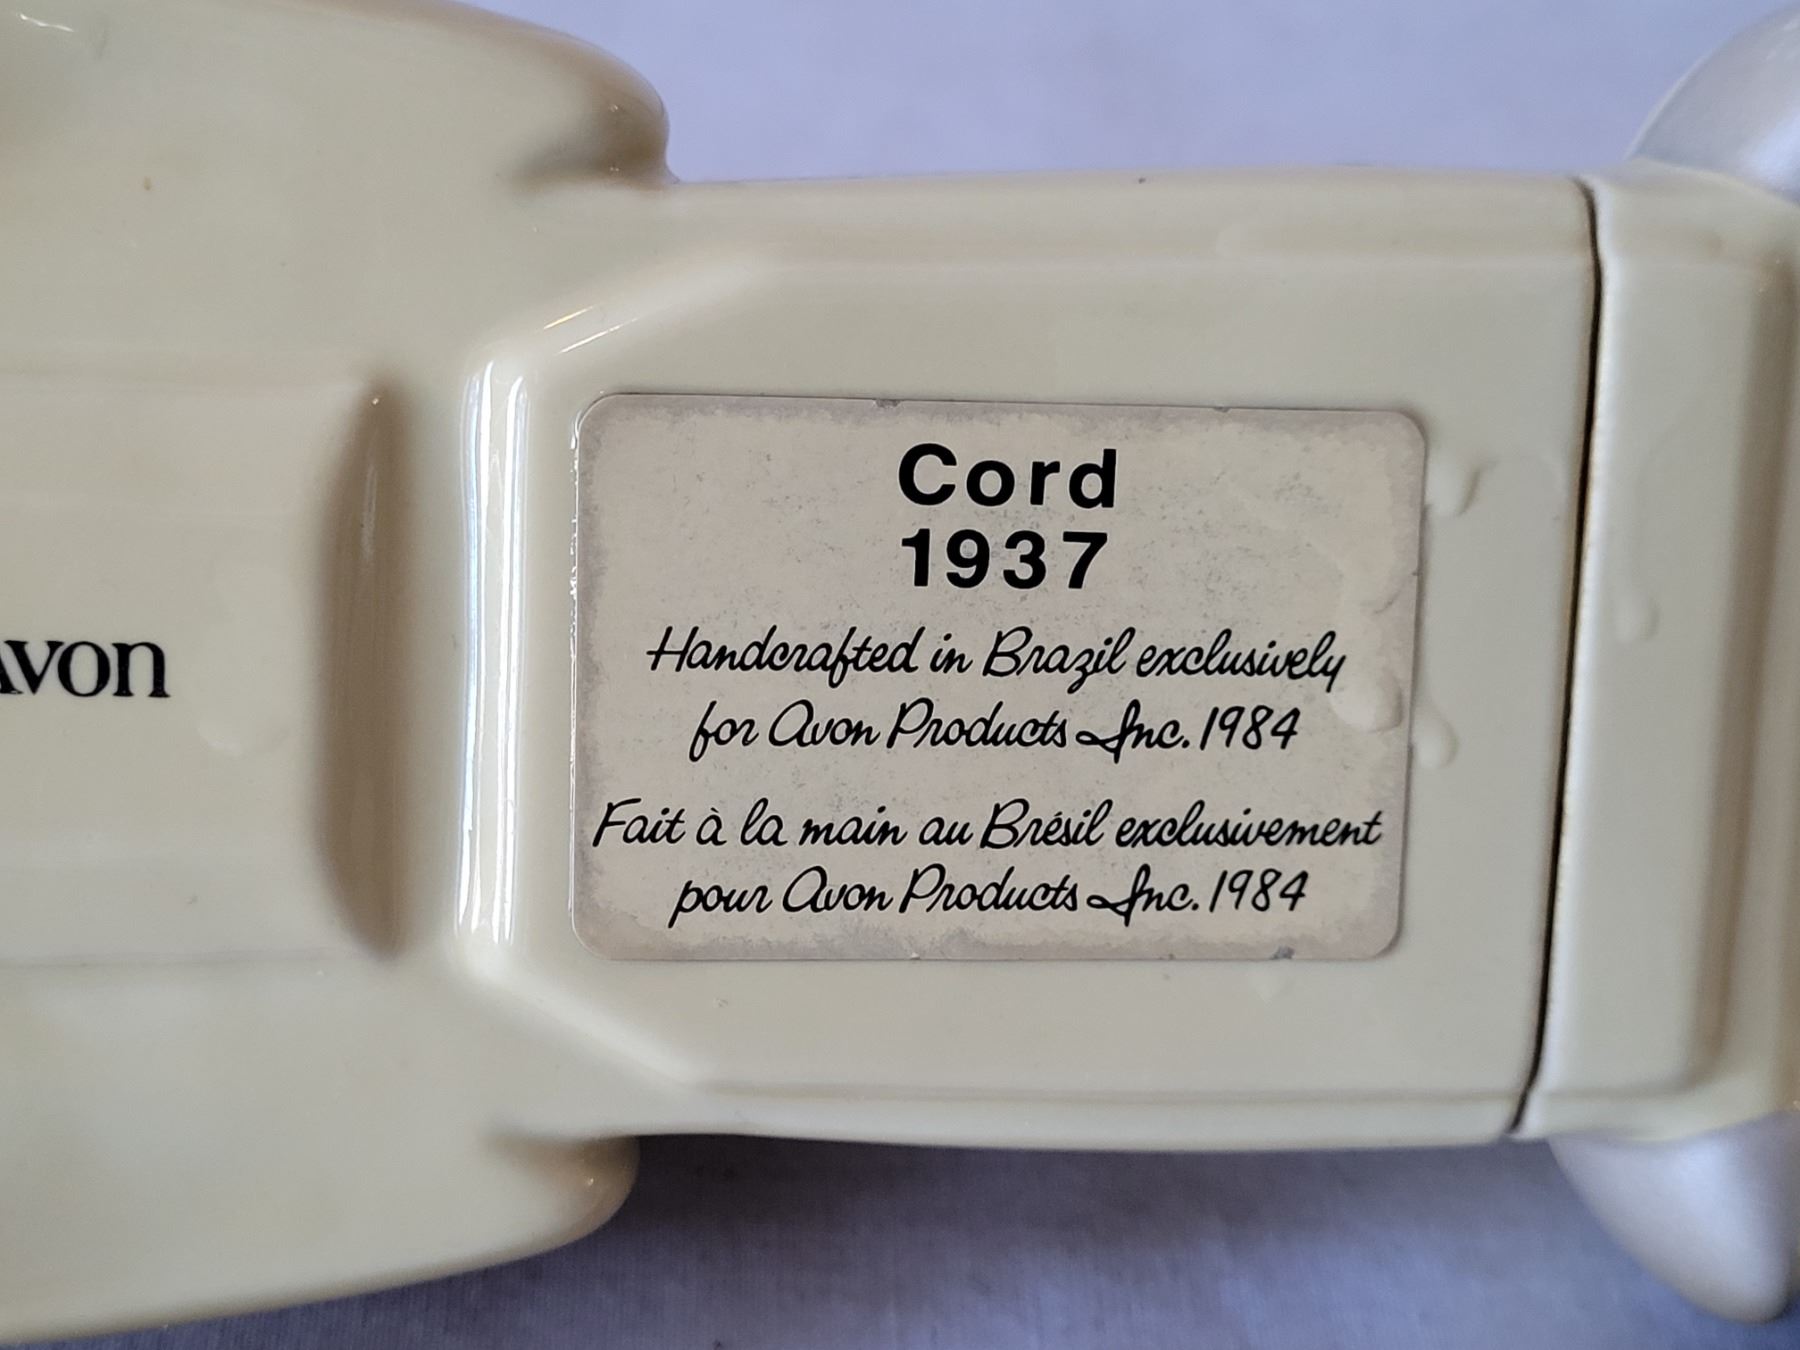 Avon
Cord
1937
Handcrafted in Brazil exclusively
for Avon Products Inc. 1984
Fait à la main au Brésil exclusivement
pour Avon Products Inc. 1984